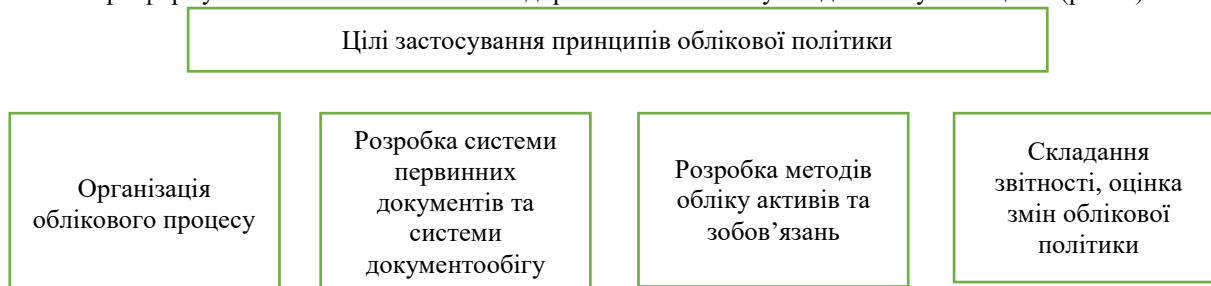 Цілі застосування принципів облікової політики
Організація
облікового процесу
Розробка системи
первинних
документів та
системи
документообігу
Розробка методів
обліку активів та
зобов’язань
Складання
звітності, оцінка
змін облікової
політики